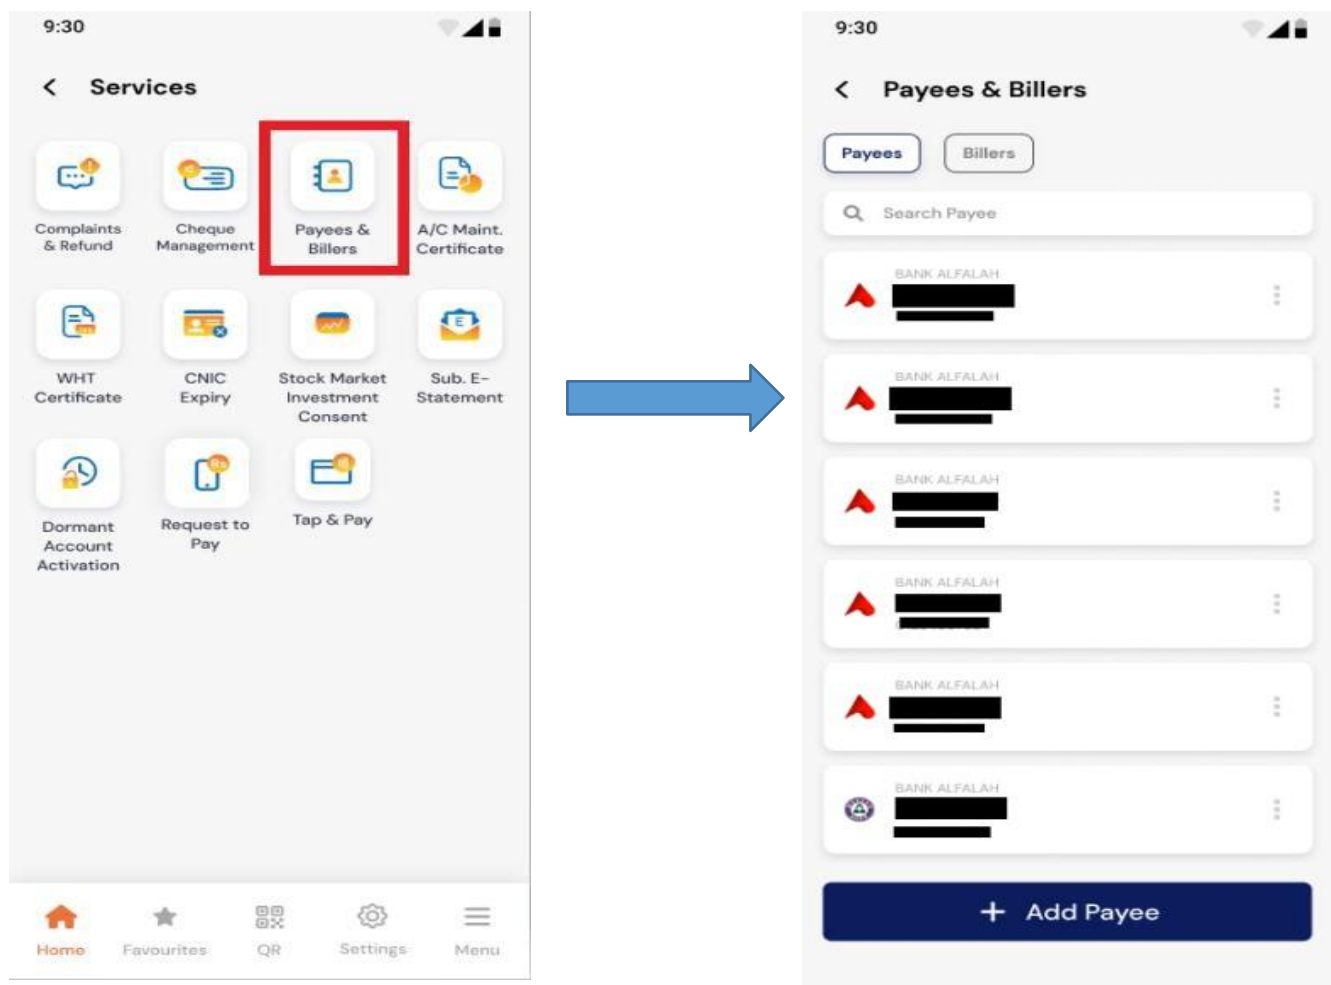 9:30
Services
Complaints
& Refund
Cheque
Management
Payees &
Billers
A/C Maint.
Certificate
WHT
Certificate
CNIC
Expiry
Stock Market
Investment
Consent
Sub. E-
Statement
Dormant
Account
Activation
Request to
Pay
Tap & Pay
Home
Favourites
QR
Settings
Menu
9:30
Payees & Billers
Payees
Billers
Search Payee
BANK ALFALAH
BANK ALFALAH
BANK ALFALAH
BANK ALFALAH
BANK ALFALAH
BANK ALFALAH
+ Add Payee